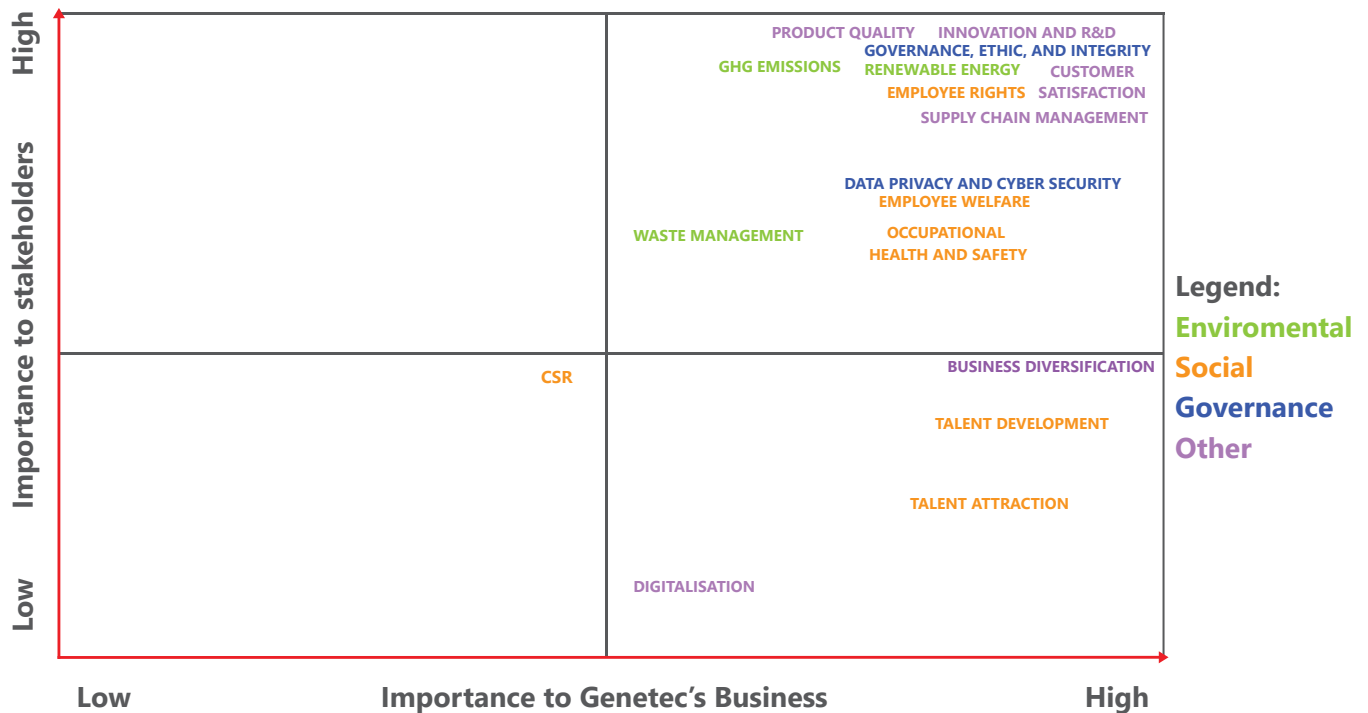 High
Importance to stakeholders
Low
PRODUCT QUALITY
INNOVATION AND R&D
GOVERNANCE, ETHIC, AND INTEGRITY
GHG EMISSIONS
RENEWABLE ENERGY
CUSTOMER
SATISFACTION
EMPLOYEE RIGHTS
SUPPLY CHAIN MANAGEMENT
DATA PRIVACY AND CYBER SECURITY
EMPLOYEE WELFARE
WASTE MANAGEMENT
OCCUPATIONAL
HEALTH AND SAFETY
BUSINESS DIVERSIFICATION
CSR
TALENT DEVELOPMENT
TALENT ATTRACTION
DIGITALISATION
Legend:
Enviromental
Social
Governance
Other
Low
Importance to Genetec’s Business
High